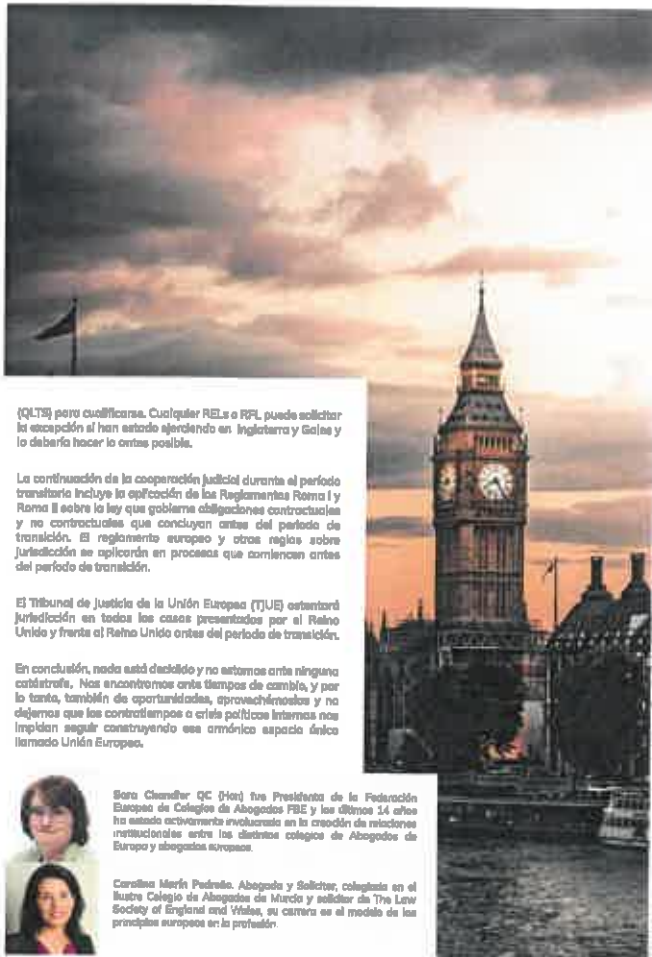 (QLTS) para cualificarse. Cualquier RELs o RFL puede solicitar
la excepción si han estado ejerciendo en Inglaterra y Gales y
lo debería hacer lo antes posible.
La continuación de la cooperación judicial durante el período
transitorio incluye la aplicación de los Reglamentos Roma I y
Roma II sobre la ley que gobierna obligaciones contractuales
y no contractuales que concluyan antes del período de
transición. El reglamento europeo y otras reglas sobre
jurisdicción se aplicarán en procesos que comiencen antes
del período de transición.
El Tribunal de Justicia de la Unión Europea (TJUE) ostentará
jurisdicción en todos los casos presentados por el Reino
Unido y frente al Reino Unido antes del período de transición.
En conclusión, nada está decidido y no estamos ante ninguna
catástrofe, Nos encontramos ante tiempos de cambio, y por
lo tanto, también de oportunidades, aprovechémoslas y no
dejemos que los contratiempos o crisis políticas internas nos
impidan seguir construyendo ese armónico espacio único
llamado Unión Europea.
Sara Chandler QC (Hon) fue Presidenta de la Federación
Europea de Colegios de Abogados FBE y los últimos 14 años
ha estado activamente involucrada en la creación de relaciones
institucionales entre los distintos colegios de Abogados de
Europa y abogados europeos.
Carolina Marín Pedreño. Abogada y Solicitor, colegiada en el
Ilustre Colegio de Abogados de Murcia y solicitor de The Law
Society of England and Wales, su carrera es el modelo de los
principios europeos en la profesión